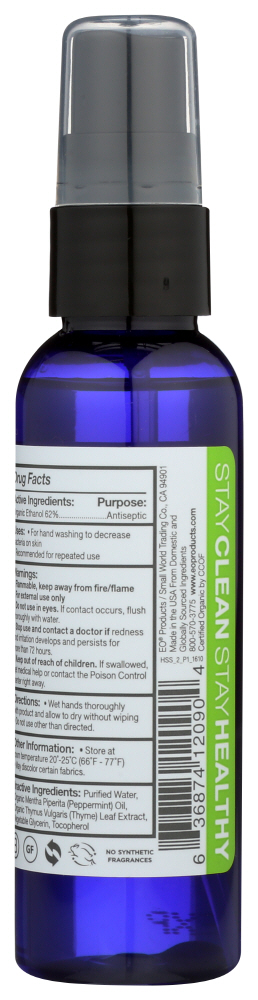 Drug Facts
Active Ingredients: Purpose:
Organic Ethanol 62%..................Antiseptic
Uses: • For hand washing to decrease
bacteria on skin
Recommended for repeated use
Warnings:
Flammable, keep away from fire/flame
For external use only
Do not use in eyes. If contact occurs, flush
thoroughly with water.
Stop use and contact a doctor if redness
or irritation develops and persists for
than 72 hours.
Keep out of reach of children. If swallowed,
medical help or contact the Poison Control
right away.
Directions: • Wet hands thoroughly
product and allow to dry without wiping
Do not use other than directed.
Other Information: • Store at
room temperature 20°-25°C (66°F - 77°F)
May discolor certain fabrics.
Inactive Ingredients: Purified Water,
Organic Mentha Piperita (Peppermint) Oil,
Organic Thymus Vulgaris (Thyme) Leaf Extract,
Vegetable Glycerin, Tocopherol
GF
NO SYNTHETIC
FRAGRANCES
EO® Products / Small World Trading Co., CA 94901
Made in the USA From Domestic and
Globally Sourced Ingredients
800-570-3775 www.eoproducts.com
Certified Organic by CCOF
HSS_2_P1_1610
6 36874 12090 4
STAY CLEAN STAY HEALTHY